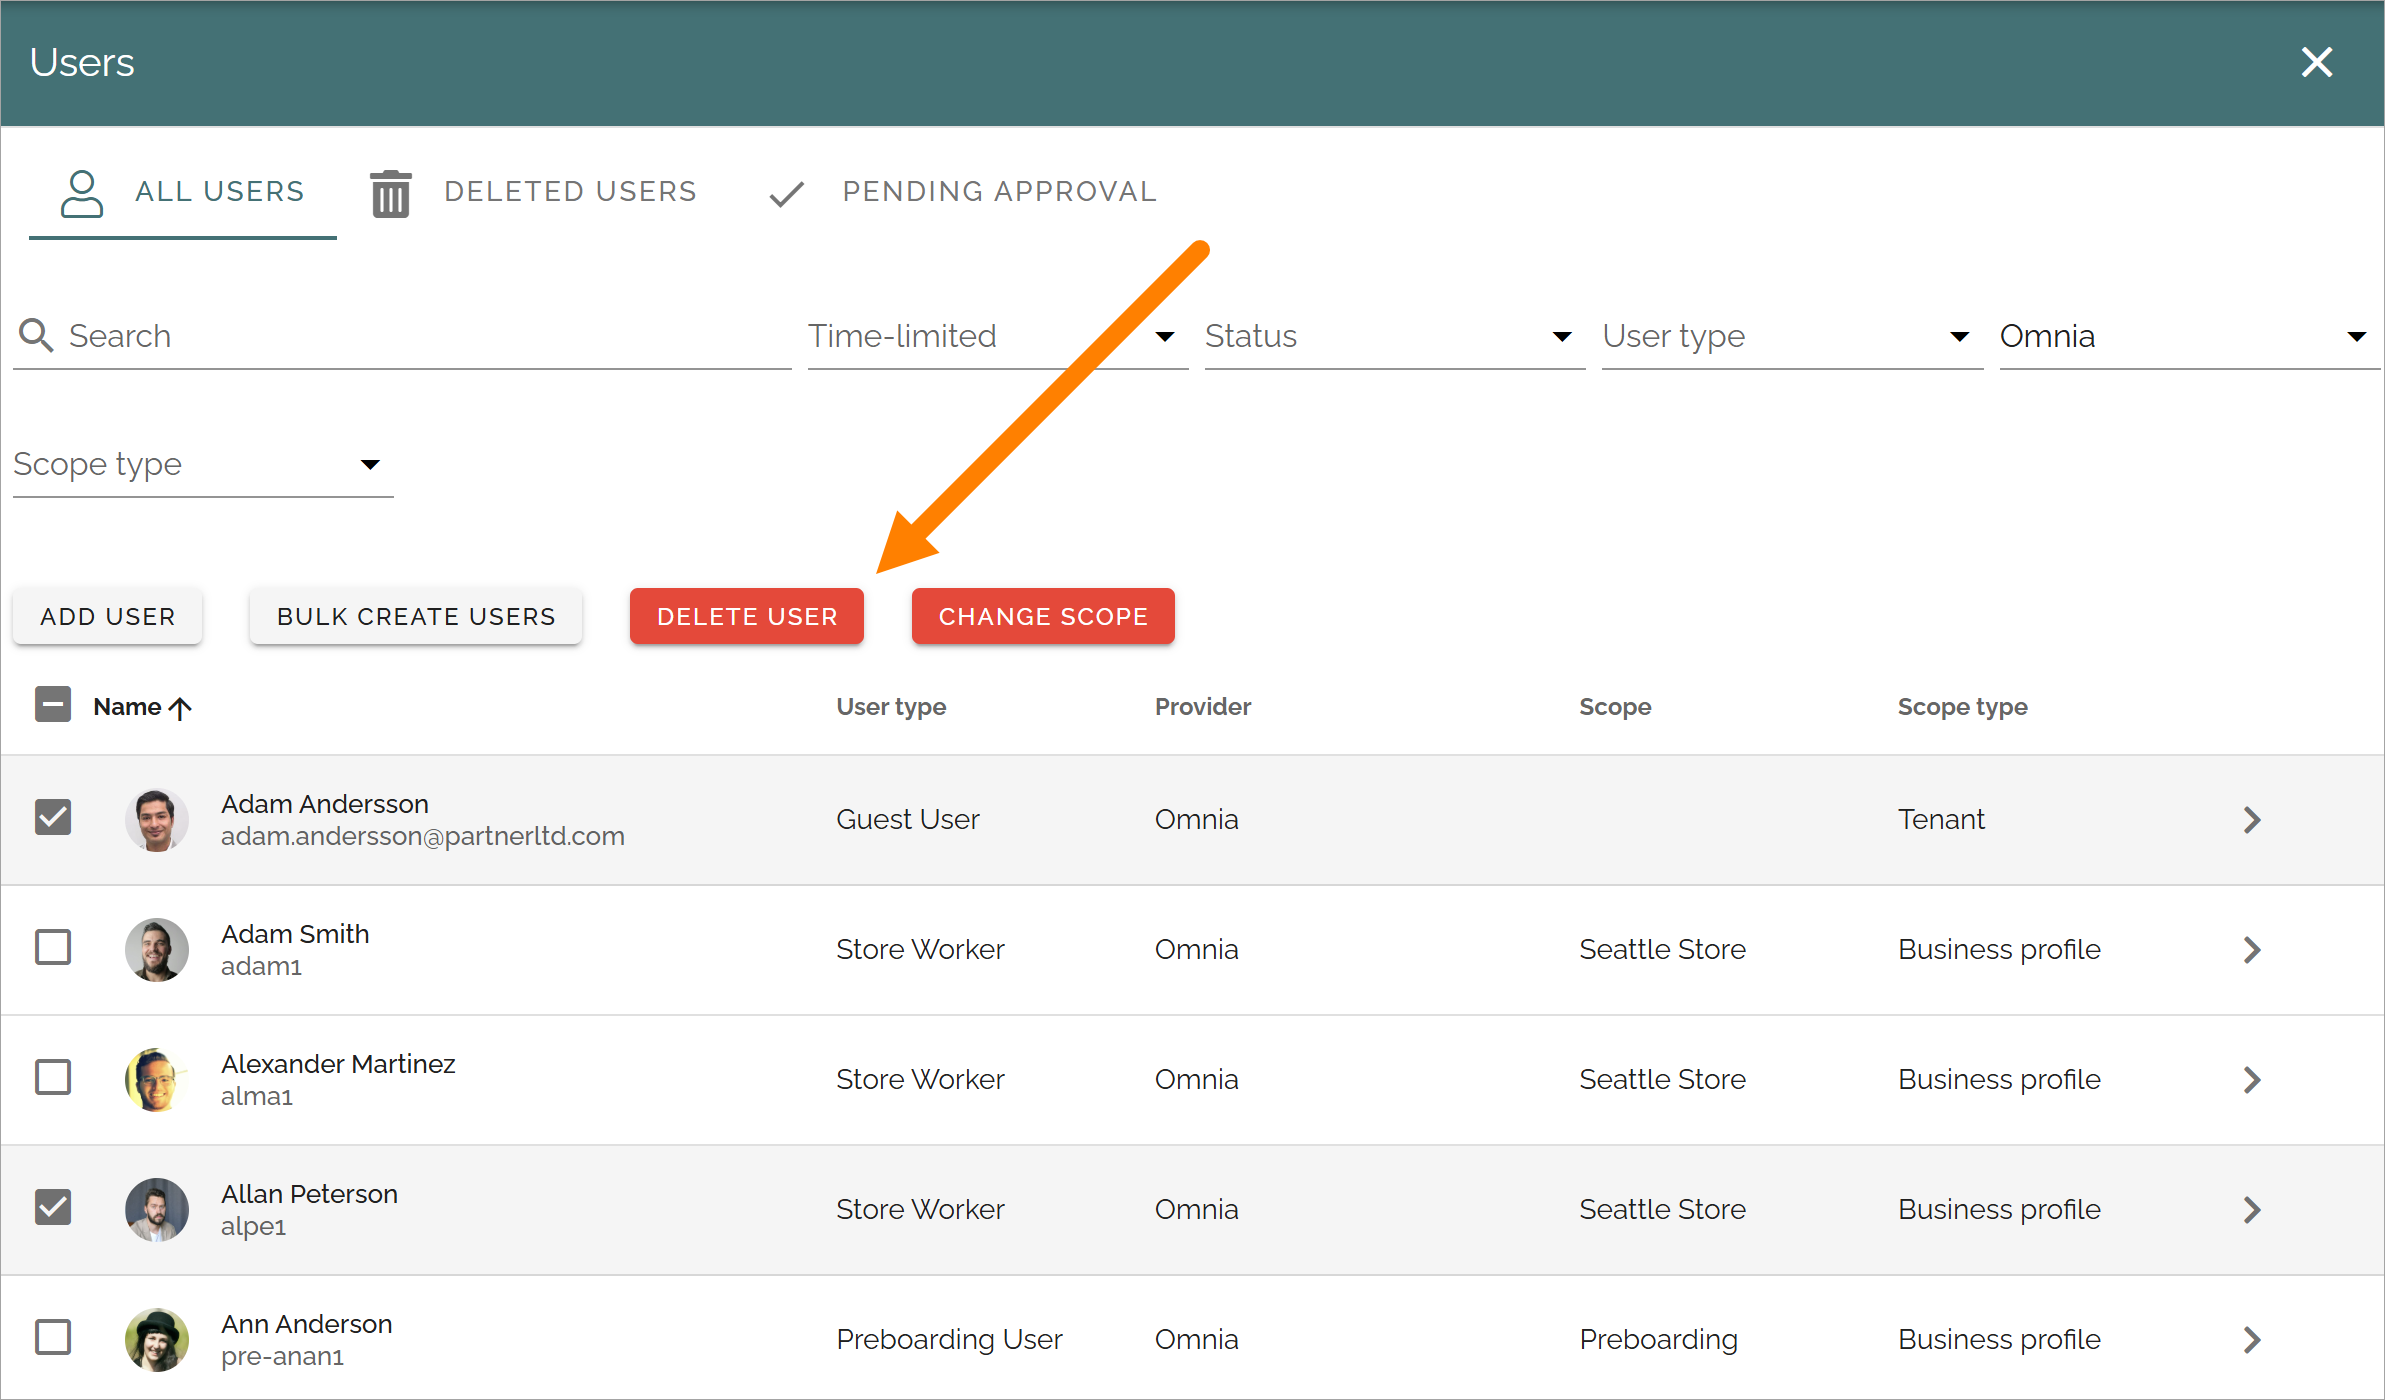 Users
ALL USERS DELETED USERS PENDING APPROVAL
Search Time-limited Status User type Omnia
Scope type
ADD USER BULK CREATE USERS DELETE USER CHANGE SCOPE
Name User type Provider Scope Scope type
Adam Andersson
adam.andersson@partnerltd.com
Guest User Omnia Tenant
Adam Smith
adam1
Store Worker Omnia Seattle Store Business profile
Alexander Martinez
alma1
Store Worker Omnia Seattle Store Business profile
Allan Peterson
alpe1
Store Worker Omnia Seattle Store Business profile
Ann Anderson
pre-anan1
Preboarding User Omnia Preboarding Business profile